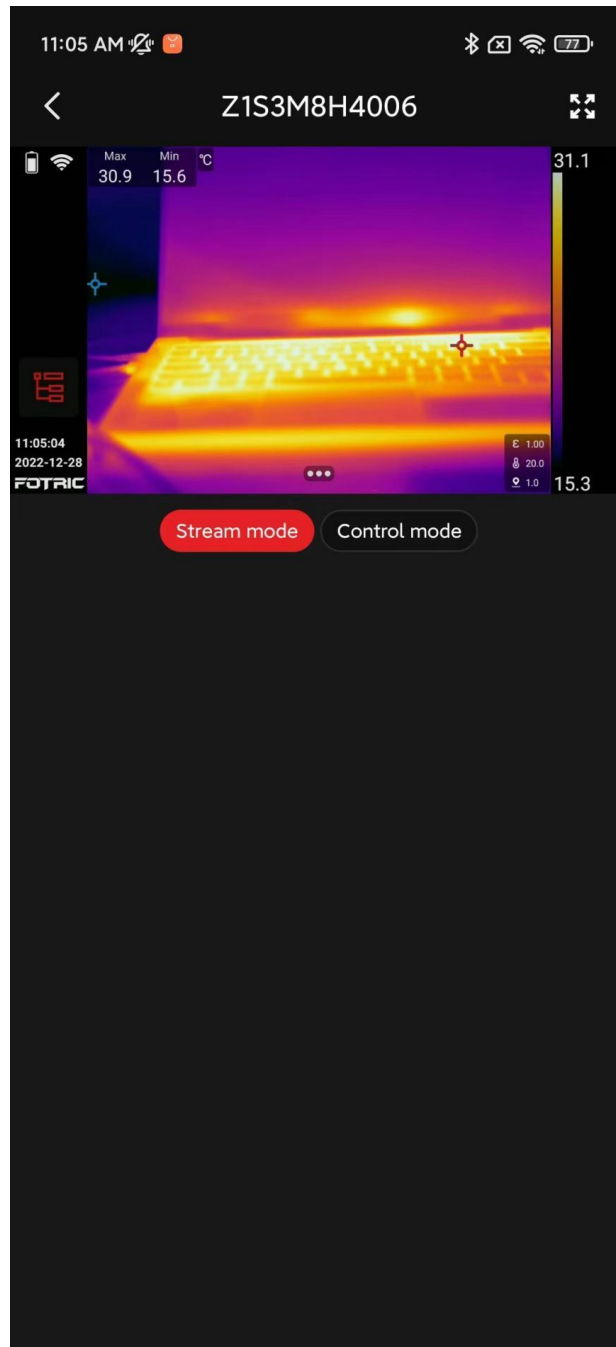 11:05 AM
77
Z1S3M8H4006
Max Min °C
30.9 15.6
31.1
11:05:04
2022-12-28
FOTRIC
ε 1.00
20.0
1.0
15.3
Stream mode Control mode